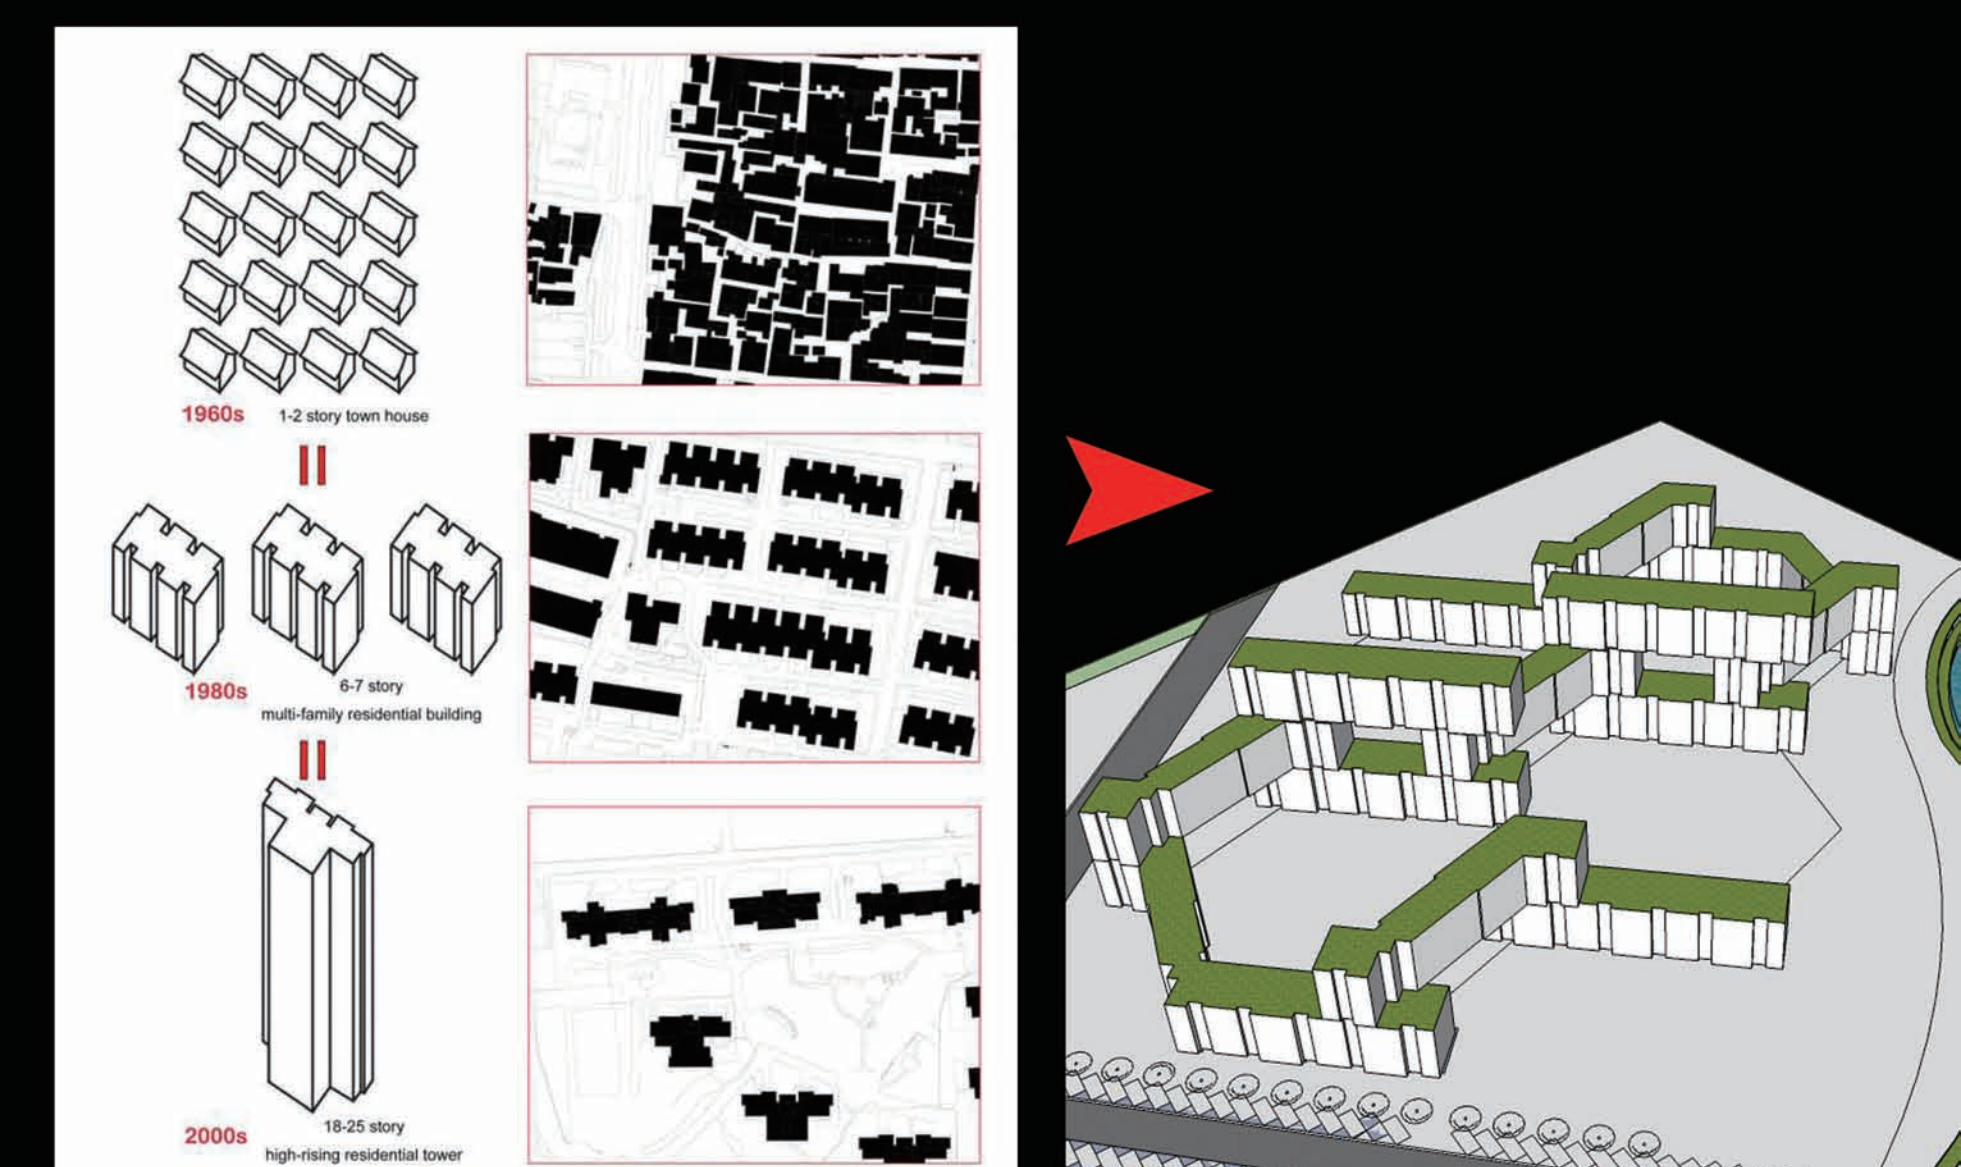 1960s 1-2 story town house
1980s 6-7 story
multi-family residential building
2000s 18-25 story
high-rising residential tower